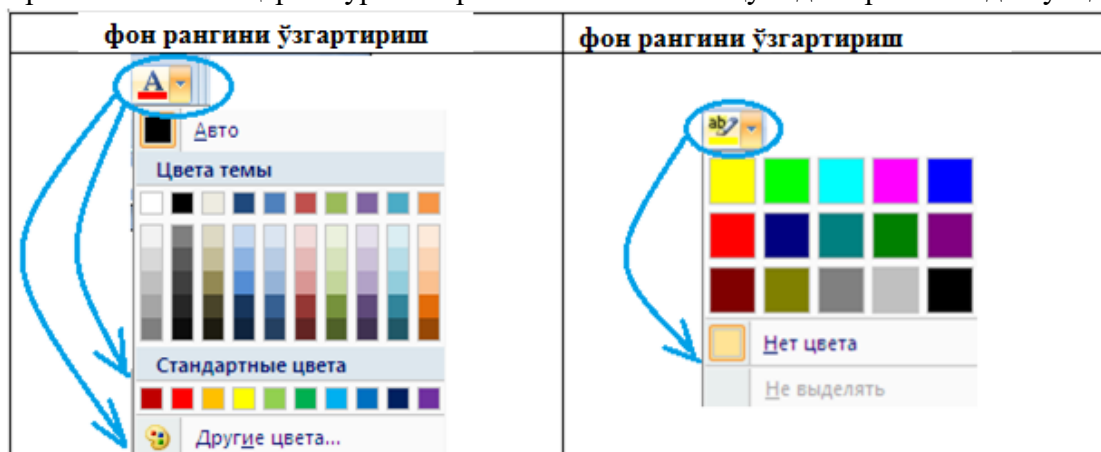 фон рангини ўзгартириш
фон рангини ўзгартириш
А
Авто
Цвета темы
Стандартные цвета
Другие цвета...
ab
Нет цвета
Не выделять